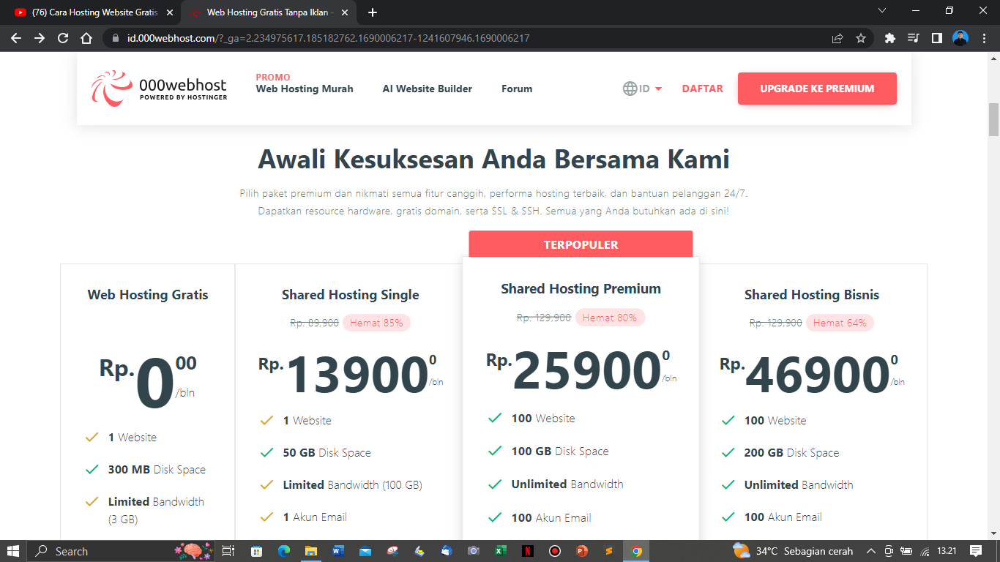 (76) Cara Hosting Website Gratis
Web Hosting Gratis Tanpa Iklan -
id.000webhost.com/?_ga=2.234975617.185182762.1690006217-1241607946.1690006217
000webhost
POWERED BY HOSTINGER
PROMO
Web Hosting Murah
AI Website Builder
Forum
ID
DAFTAR
UPGRADE KE PREMIUM
Awali Kesuksesan Anda Bersama Kami
Pilih paket premium dan nikmati semua fitur canggih, performa hosting terbaik, dan bantuan pelanggan 24/7.
Dapatkan resource hardware, gratis domain, serta SSL & SSH. Semua yang Anda butuhkan ada di sini!
Web Hosting Gratis
Rp.0 00 /bln
1 Website
300 MB Disk Space
Limited Bandwidth
(3 GB)
Shared Hosting Single
Rp. 89,900 Hemat 85%
Rp.13900 0 /bln
1 Website
50 GB Disk Space
Limited Bandwidth (100 GB)
1 Akun Email
TERPOPULER
Shared Hosting Premium
Rp. 129,900 Hemat 80%
Rp.25900 0 /bln
100 Website
100 GB Disk Space
Unlimited Bandwidth
100 Akun Email
Shared Hosting Bisnis
Rp. 129,900 Hemat 64%
Rp.46900 0 /bln
100 Website
200 GB Disk Space
Unlimited Bandwidth
100 Akun Email
Search
34°C Sebagian cerah
13.21